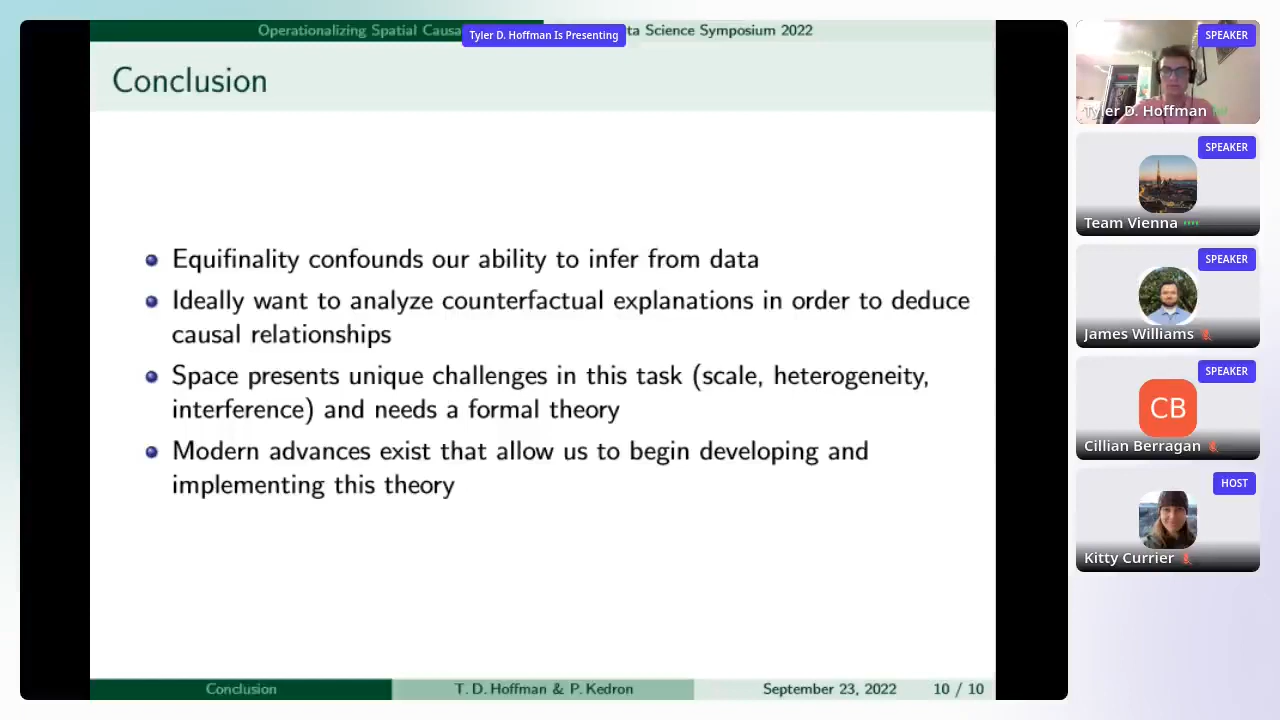 Operationalizing Spatial Causa
Tyler D. Hoffman Is Presenting
ta Science Symposium 2022
Conclusion
Equifinality confounds our ability to infer from data
Ideally want to analyze counterfactual explanations in order to deduce
causal relationships
Space presents unique challenges in this task (scale, heterogeneity,
interference) and needs a formal theory
Modern advances exist that allow us to begin developing and
implementing this theory
Conclusion
T. D. Hoffman & P. Kedron
September 23, 2022
10 / 10
SPEAKER
Tyler D. Hoffman
SPEAKER
Team Vienna
SPEAKER
James Williams
SPEAKER
CB
Cillian Berragan
HOST
Kitty Currier